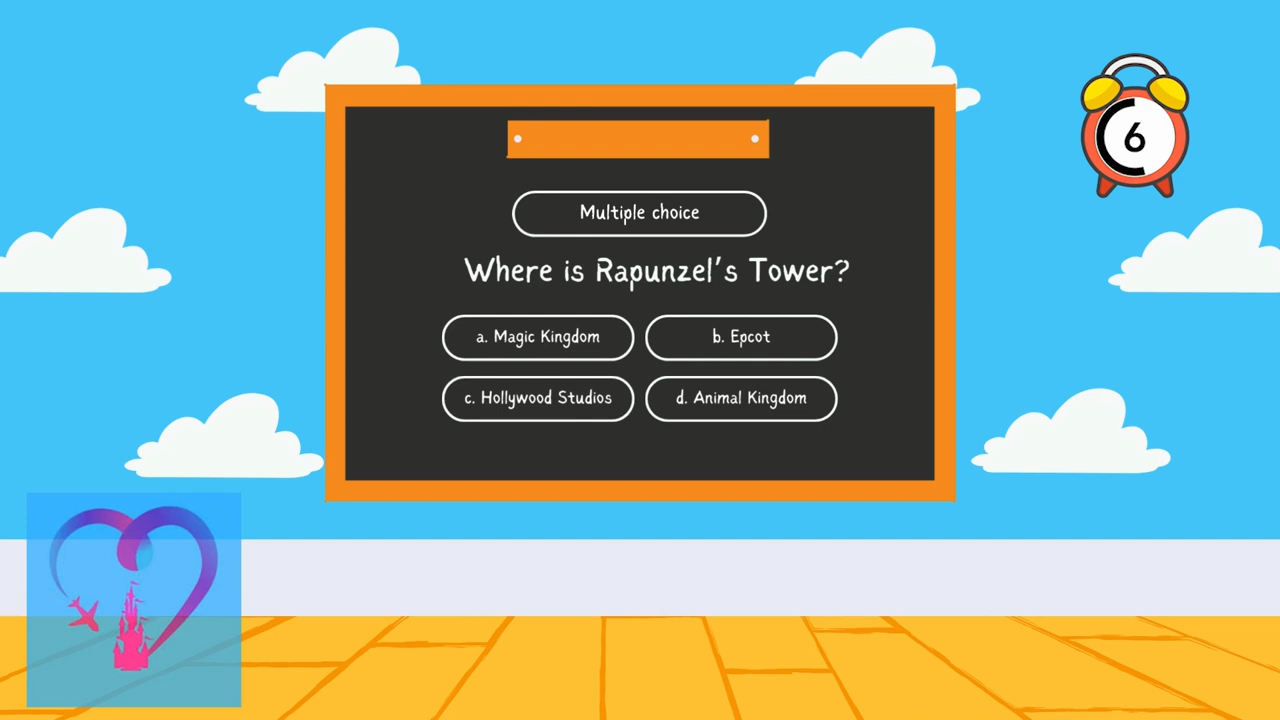 6
Multiple choice
Where is Rapunzel's Tower?
a. Magic Kingdom
b. Epcot
c. Hollywood Studios
d. Animal Kingdom